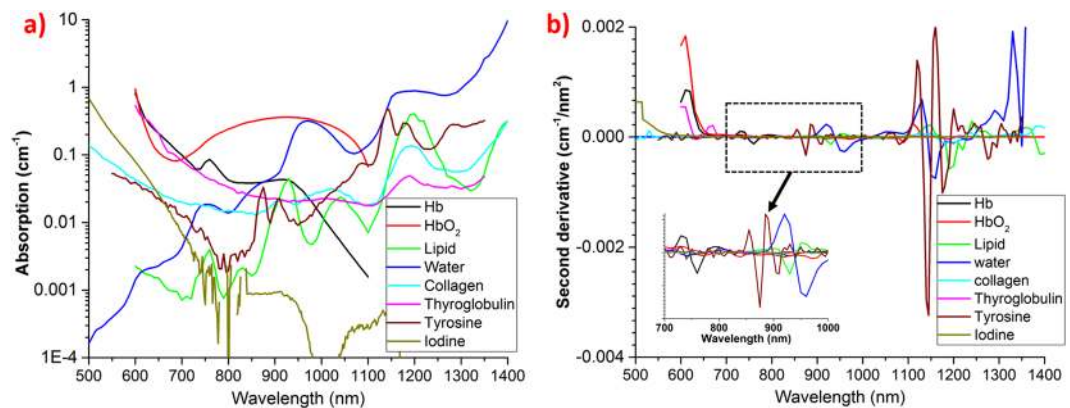 a)
Absorption (cm⁻¹)
10
1
0.1
0.01
0.001
1E-4
500 600 700 800 900 1000 1100 1200 1300 1400
Wavelength (nm)
Hb
HbO₂
Lipid
Water
Collagen
Thyroglobulin
Tyrosine
Iodine
b)
Second derivative (cm⁻¹/nm²)
0.002
0.000
-0.002
-0.004
500 600 700 800 900 1000 1100 1200 1300 1400
Wavelength (nm)
700 800 900 1000
Wavelength (nm)
Hb
HbO₂
Lipid
water
collagen
Thyroglobulin
Tyrosine
Iodine